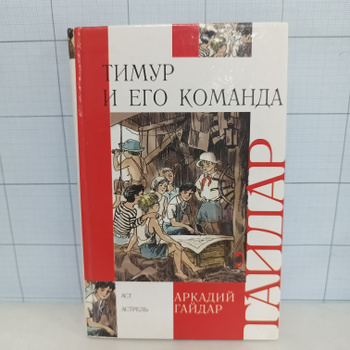 ТИМУР
И ЕГО КОМАНДА
ГАЙДАР
АСТ
АСТРЕЛЬ
АРКАДИЙ
ГАЙДАР